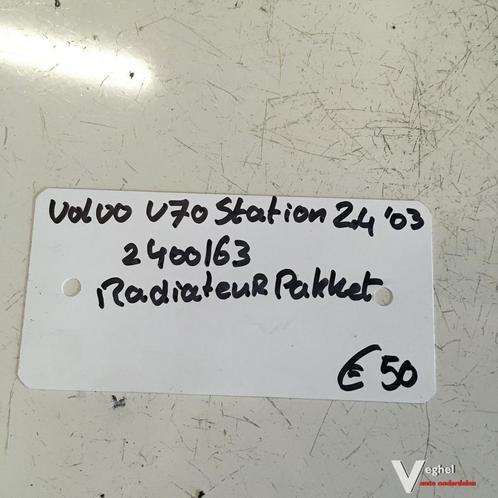 Volvo V70 Station 2.4 '03
2400163
Radiateur Pakket
€ 50
Veghel
auto onderdelen